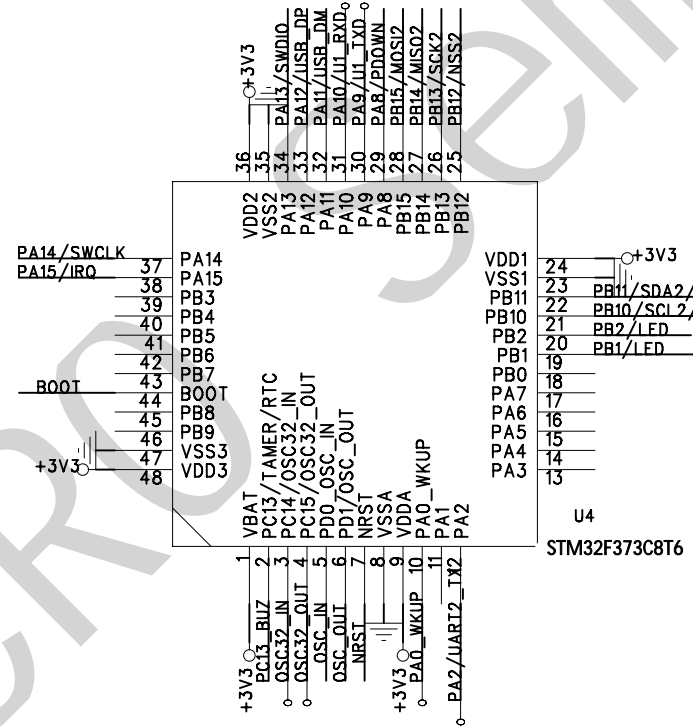 +3V3
PA13/SWDIO
PA12/USB_DP
PA11/USB_DM
PA10/U1_RXD
PA9/U1_TXD
PA8/PDOWN
PB15/MOSI2
PB14/MISO2
PB13/SCK2
PB12/NSS2
36 35 34 33 32 31 30 29 28 27 26 25
VDD2 VSS2 PA13 PA12 PA11 PA10 PA9 PA8 PB15 PB14 PB13 PB12
PA14/SWCLK 37 PA14
PA15/IRQ 38 PA15
39 PB3
40 PB4
41 PB5
42 PB6
43 PB7
BOOT 44 BOOT
45 PB8
46 PB9
47 VSS3
+3V3 48 VDD3
VDD1 24 +3V3
VSS1 23
PB11 22 PB11/SDA2/
PB10 21 PB10/SCL2/
PB2 20 PB2/LED
PB1 19 PB1/LED
PB0 18
PA7 17
PA6 16
PA5 15
PA4 14
PA3 13
VBAT
PC13/TAMER/RTC
PC14/OSC32_IN
PC15/OSC32_OUT
PD0_OSC_IN
PD1/OSC_OUT
NRST
VSSA
VDDA
PA0_WKUP
PA1
PA2
U4
STM32F373C8T6
1 2 3 4 5 6 7 8 9 10 11 12
+3V3
PC13_BUZ
OSC32_IN
OSC32_OUT
OSC_IN
OSC_OUT
NRST
+3V3
PA0_WKUP
PA2/UART2_TX